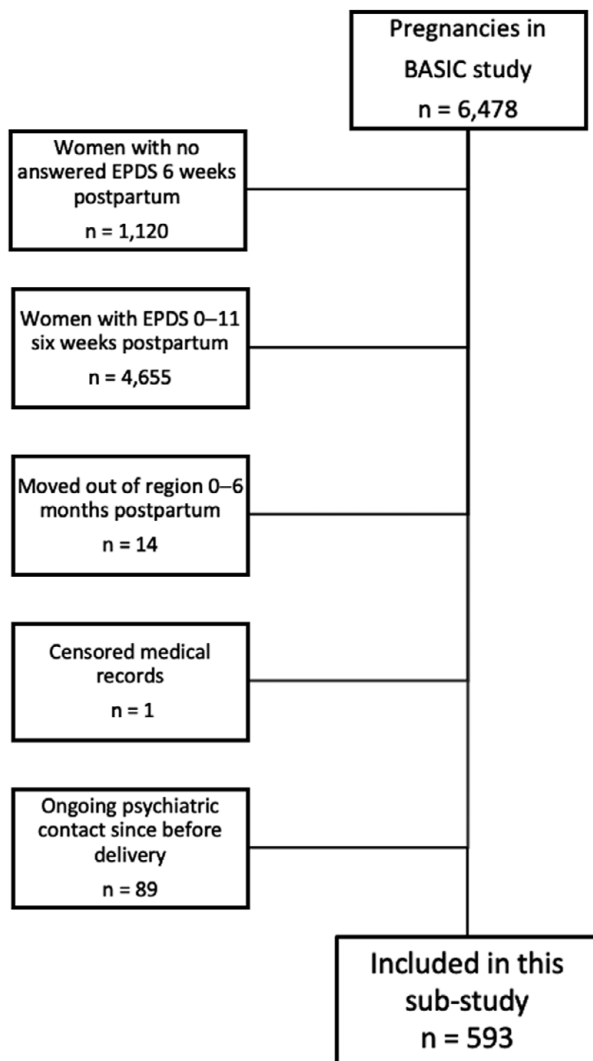 Pregnancies in
BASIC study
n = 6,478
Women with no
answered EPDS 6 weeks
postpartum
n = 1,120
Women with EPDS 0–11
six weeks postpartum
n = 4,655
Moved out of region 0–6
months postpartum
n = 14
Censored medical
records
n = 1
Ongoing psychiatric
contact since before
delivery
n = 89
Included in this
sub-study
n = 593